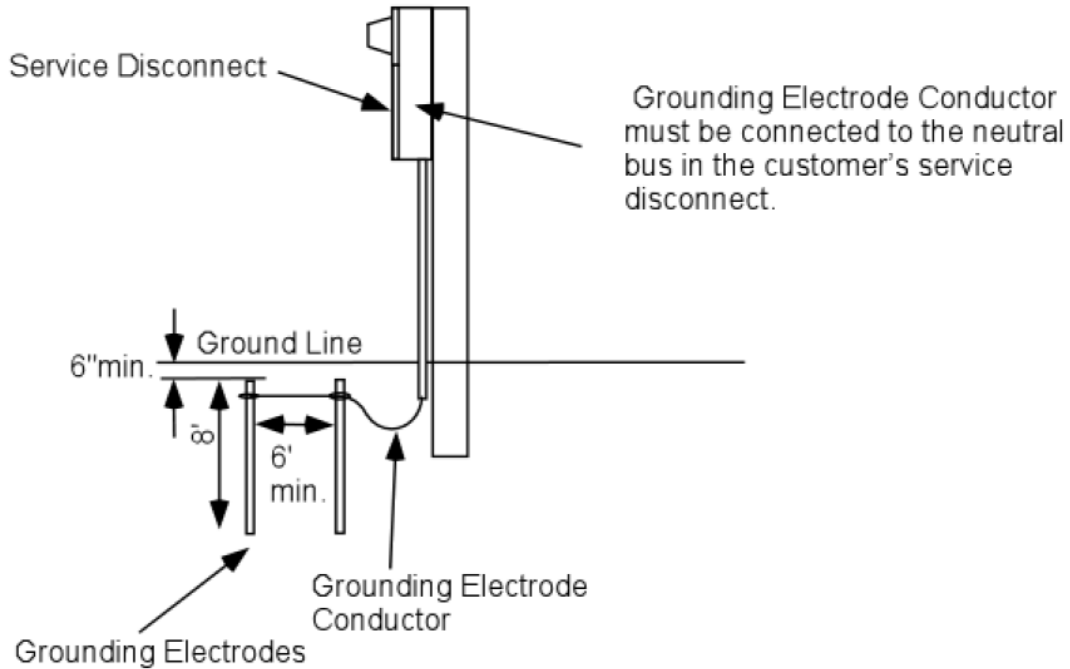 Service Disconnect
Grounding Electrode Conductor
must be connected to the neutral
bus in the customer's service
disconnect.
Ground Line
6"min.
8'
6'
min.
Grounding Electrode
Conductor
Grounding Electrodes